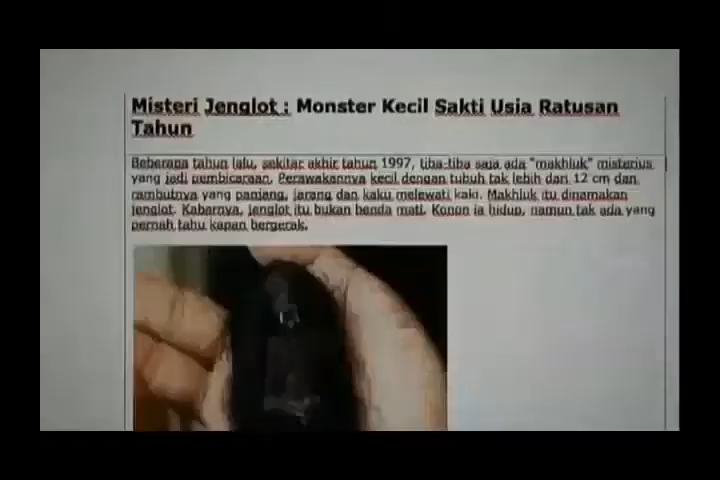 Misteri Jenglot : Monster Kecil Sakti Usia Ratusan
Tahun
Beberapa tahun lalu, sekitar akhir tahun 1997, tiba-tiba saja ada "makhluk" misterius
yang jadi pembicaraan. Perawakannya kecil dengan tubuh tak lebih dari 12 cm dan
rambutnya yang panjang, jarang dan kaku melewati kaki. Makhluk itu dinamakan
jenglot. Kabarnya, jenglot itu bukan benda mati. Konon ia hidup, namun tak ada yang
pernah tahu kapan bergerak.